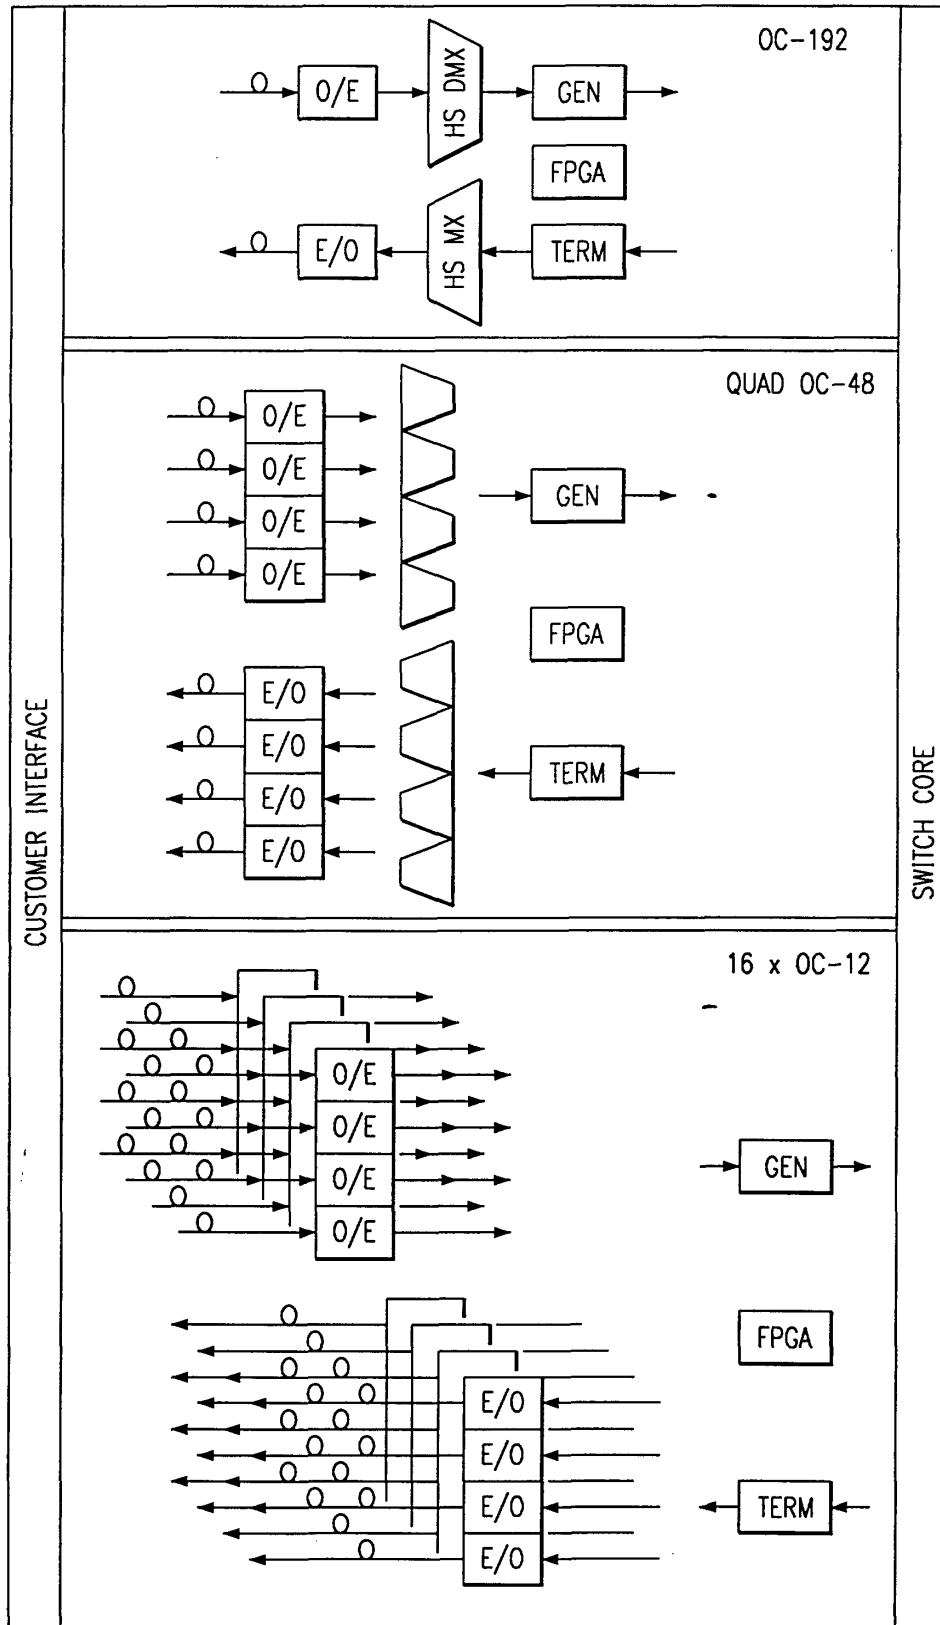 OC-192
O/E
HS DMX
GEN
FPGA
E/O
HS MX
TERM
QUAD OC-48
O/E
O/E
O/E
O/E
GEN
FPGA
E/O
E/O
E/O
E/O
TERM
CUSTOMER INTERFACE
SWITCH CORE
16 x OC-12
O/E
O/E
O/E
O/E
GEN
FPGA
E/O
E/O
E/O
E/O
TERM